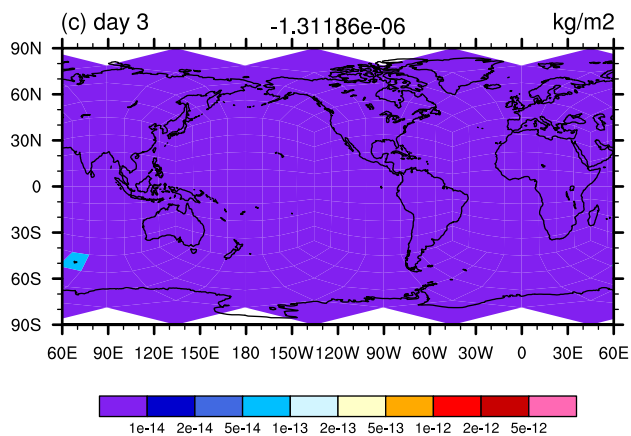 (c) day 3 -1.31186e-06 kg/m2
90N
60N
30N
0
30S
60S
90S
60E 90E 120E 150E 180 150W 120W 90W 60W 30W 0 30E 60E
1e-14 2e-14 5e-14 1e-13 2e-13 5e-13 1e-12 2e-12 5e-12